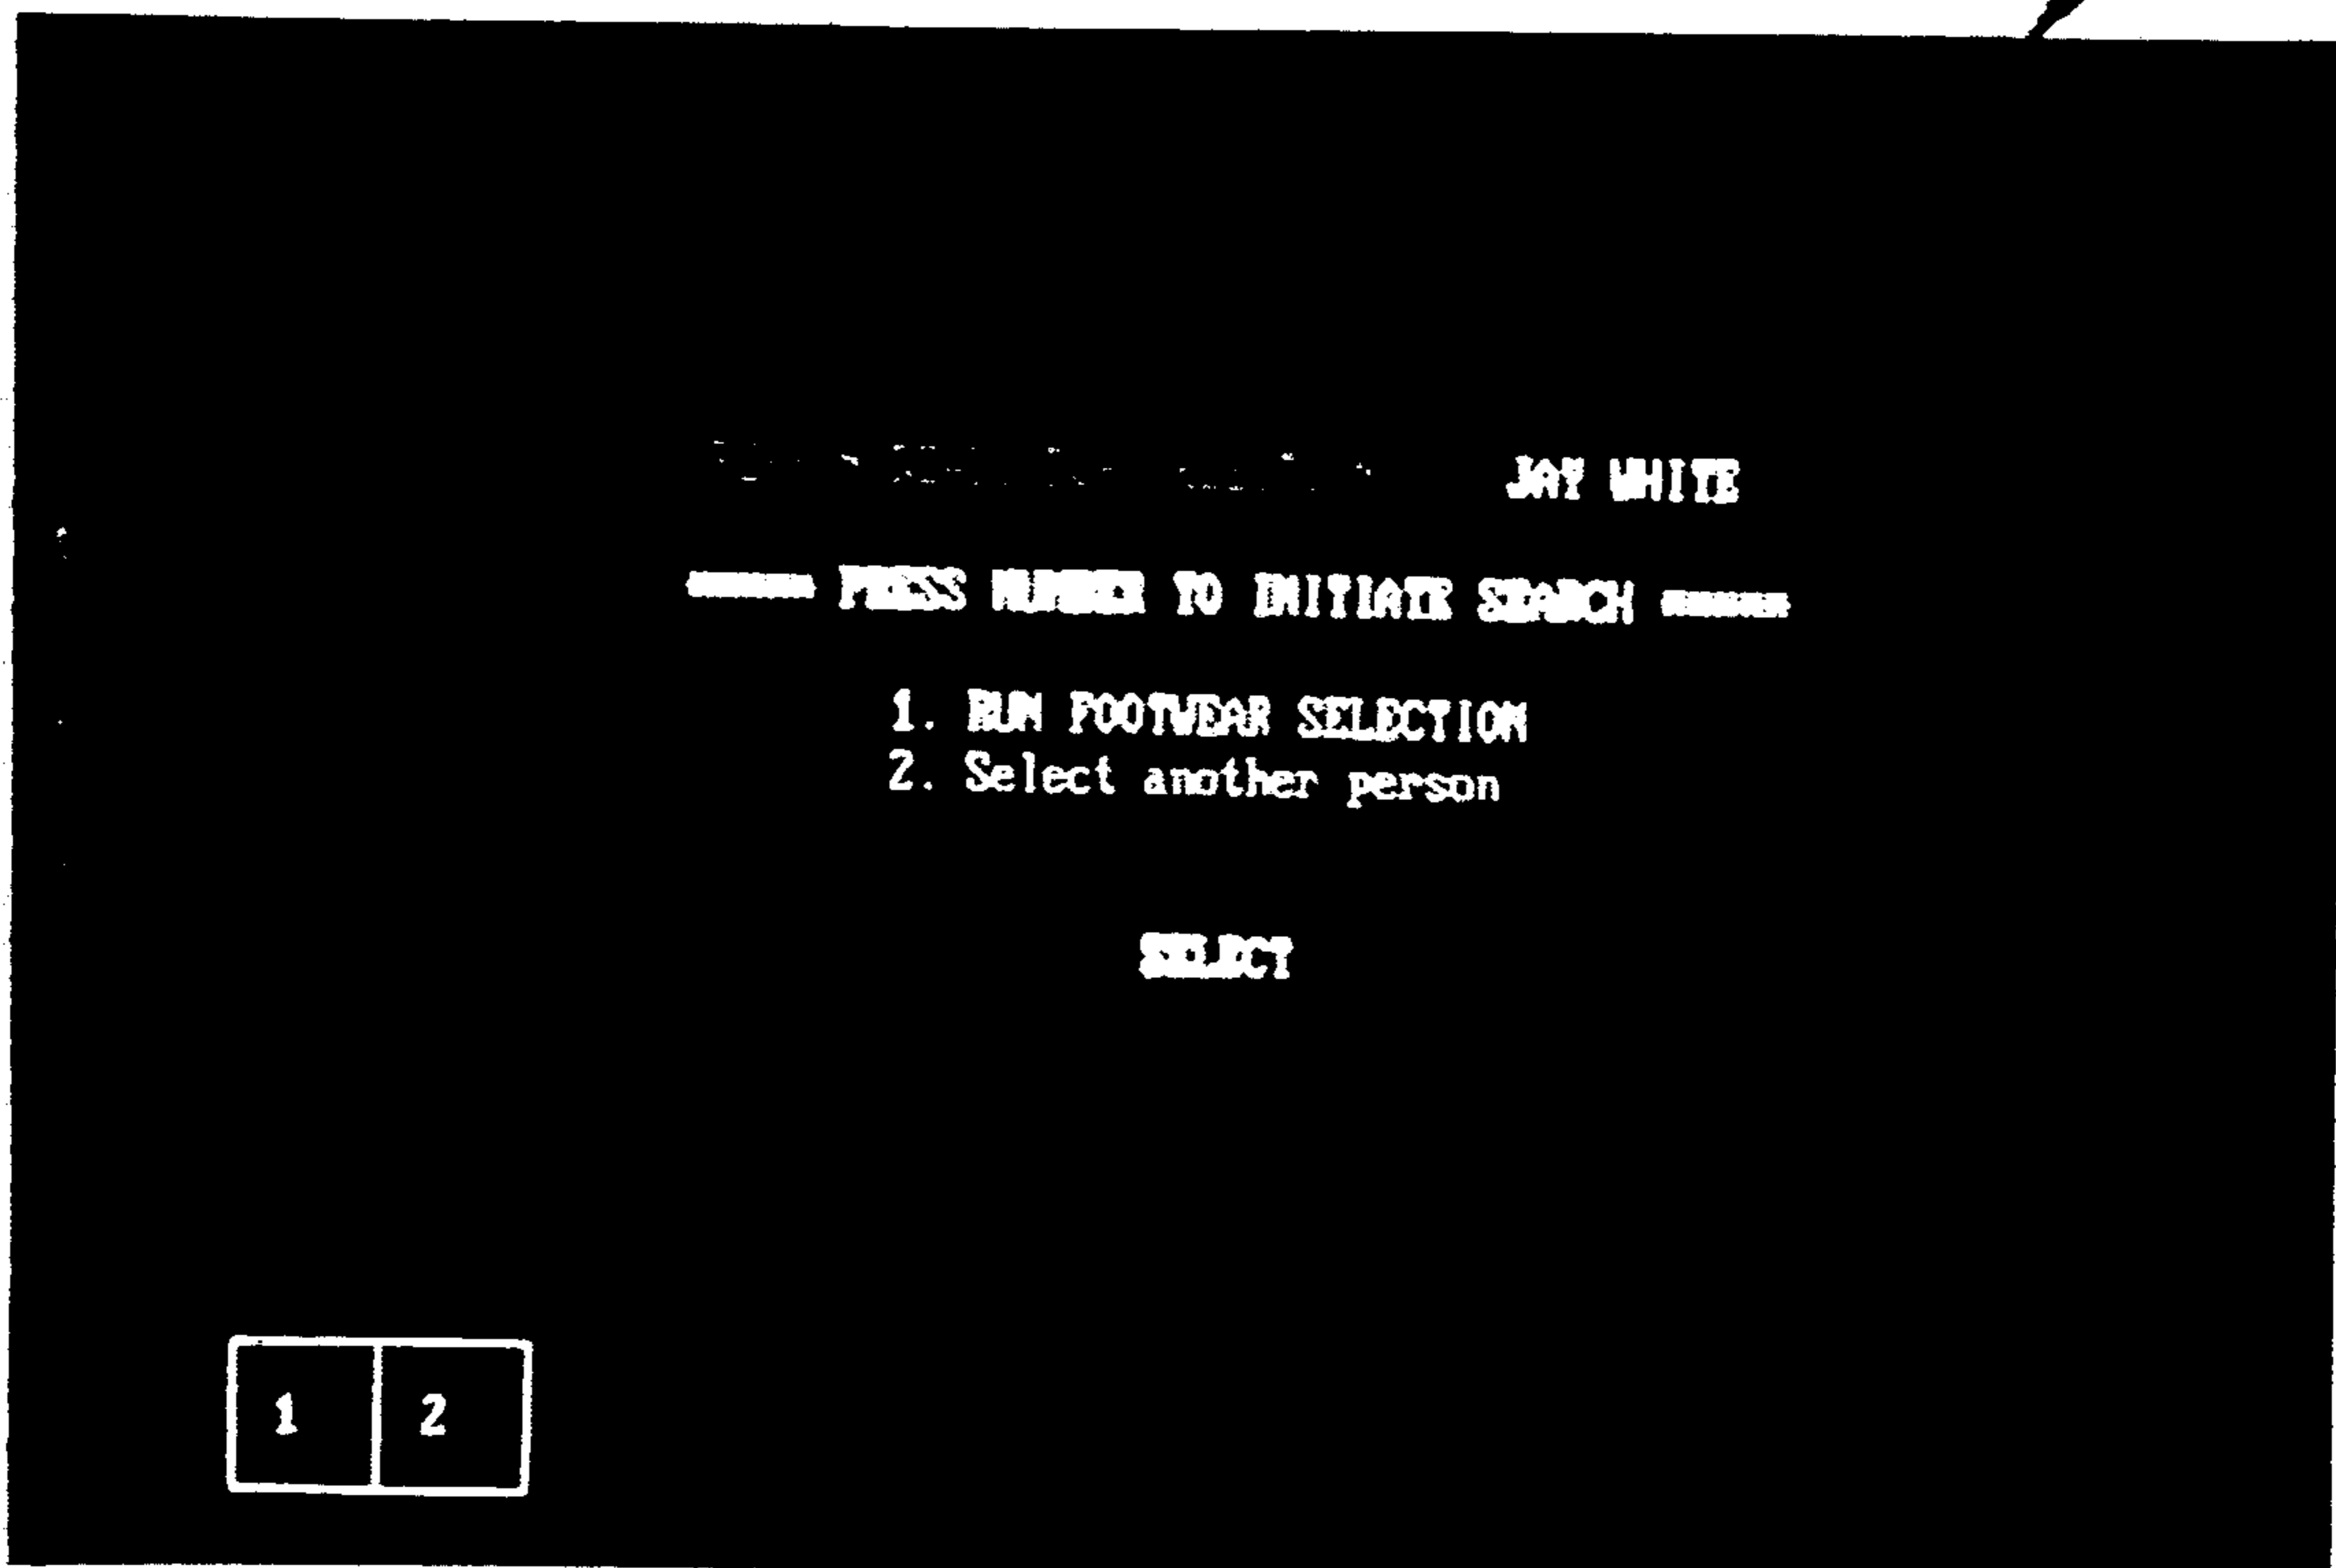 JAY WHITE
PRESS NUMBER TO INITIATE SEARCH
1. RUN FOOTWEAR SELECTION
2. Select another person
SELECT
1 2